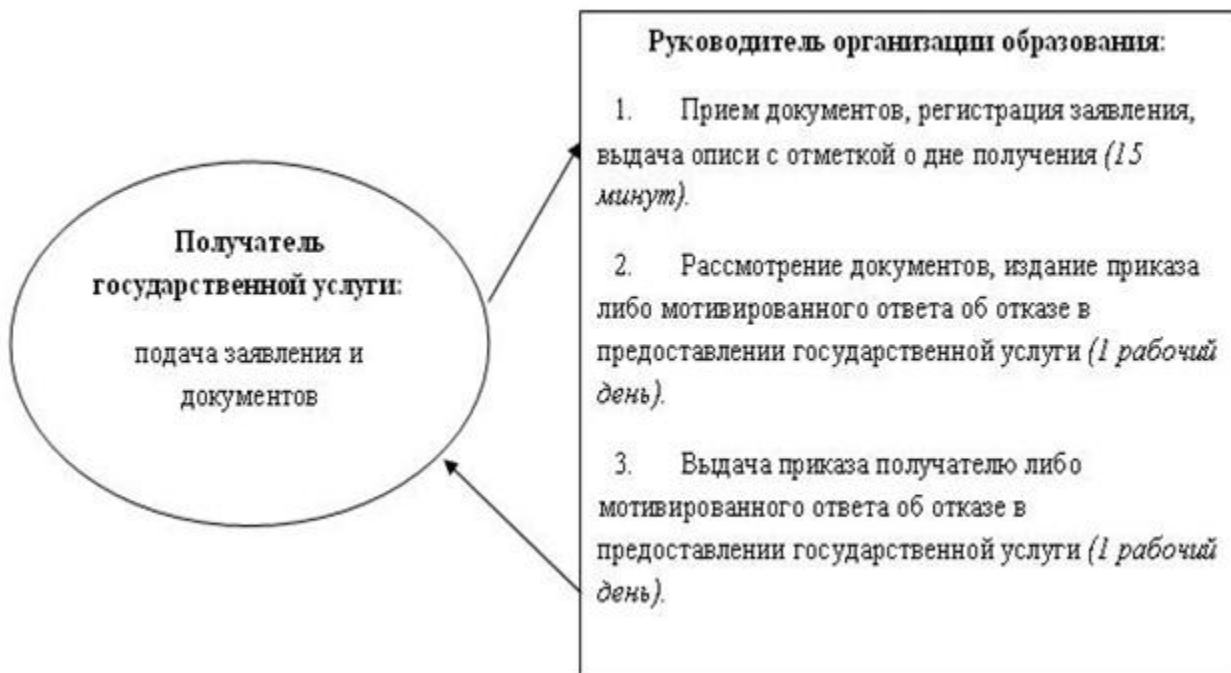 Получатель
государственной услуги:
подача заявления и
документов
Руководитель организации образования:
1. Прием документов, регистрация заявления,
выдача описи с отметкой о дне получения (15
минут).
2. Рассмотрение документов, издание приказа
либо мотивированного ответа об отказе в
предоставлении государственной услуги (1 рабочий
день).
3. Выдача приказа получателю либо
мотивированного ответа об отказе в
предоставлении государственной услуги (1 рабочий
день).